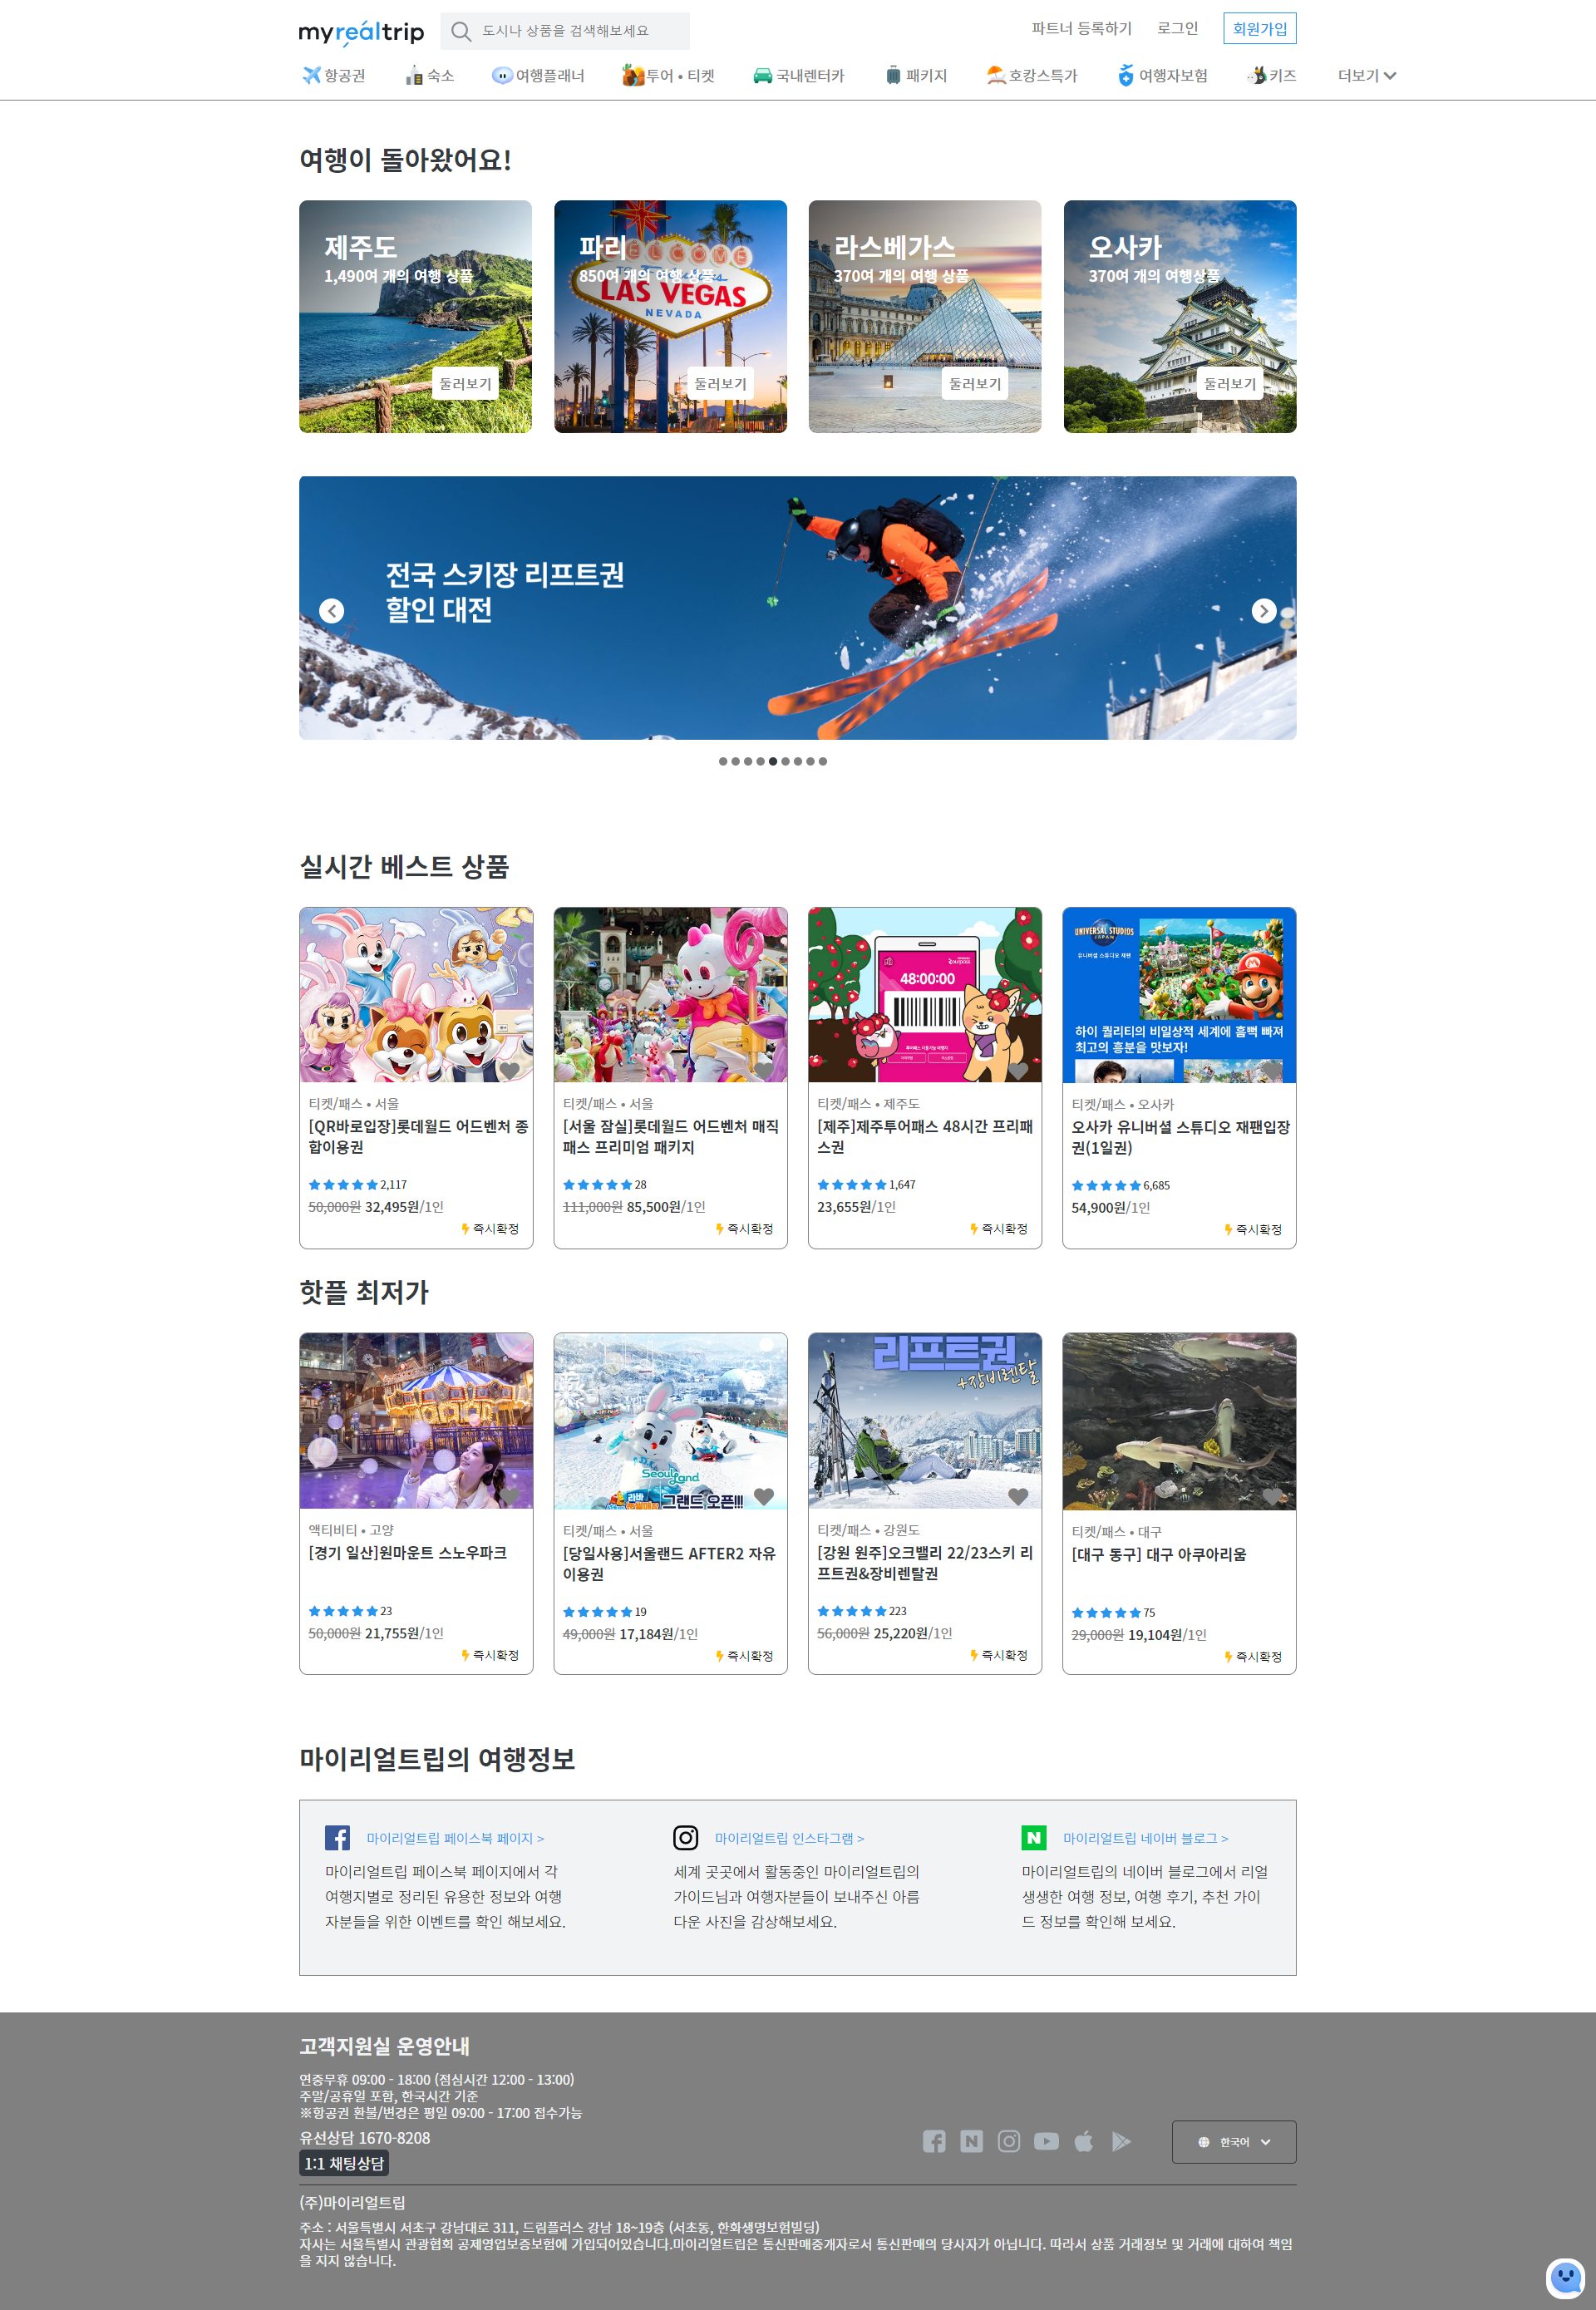 myrealtrip
도시나 상품을 검색해보세요
파트너 등록하기
로그인
회원가입
항공권
숙소
여행플래너
투어 • 티켓
국내렌터카
패키지
호캉스특가
여행자보험
키즈
더보기
여행이 돌아왔어요!
제주도
1,490여 개의 여행 상품
둘러보기
파리
850여 개의 여행 상품
WELCOME
LAS VEGAS
NEVADA
둘러보기
라스베가스
370여 개의 여행 상품
둘러보기
오사카
370여 개의 여행상품
둘러보기
전국 스키장 리프트권
할인 대전
실시간 베스트 상품
티켓/패스 • 서울
[QR바로입장]롯데월드 어드벤처 종
합이용권
2,117
50,000원 32,495원/1인
즉시확정
티켓/패스 • 서울
[서울 잠실]롯데월드 어드벤처 매직
패스 프리미엄 패키지
28
111,000원 85,500원/1인
즉시확정
48:00:00
티켓/패스 • 제주도
[제주]제주투어패스 48시간 프리패
스권
1,647
23,655원/1인
즉시확정
UNIVERSAL STUDIOS
JAPAN
유니버셜 스튜디오 재팬
하이 퀄리티의 비일상적 세계에 흠뻑 빠져
최고의 흥분을 맛보자!
티켓/패스 • 오사카
오사카 유니버셜 스튜디오 재팬입장
권(1일권)
6,685
54,900원/1인
즉시확정
핫플 최저가
액티비티 • 고양
[경기 일산]원마운트 스노우파크
23
50,000원 21,755원/1인
즉시확정
Seoulland
그랜드 오픈!!!
티켓/패스 • 서울
[당일사용]서울랜드 AFTER2 자유
이용권
19
49,000원 17,184원/1인
즉시확정
리프트권
+장비렌탈
티켓/패스 • 강원도
[강원 원주]오크밸리 22/23스키 리
프트권&장비렌탈권
223
56,000원 25,220원/1인
즉시확정
티켓/패스 • 대구
[대구 동구] 대구 아쿠아리움
75
29,000원 19,104원/1인
즉시확정
마이리얼트립의 여행정보
마이리얼트립 페이스북 페이지 >
마이리얼트립 페이스북 페이지에서 각
여행지별로 정리된 유용한 정보와 여행
자분들을 위한 이벤트를 확인 해보세요.
마이리얼트립 인스타그램 >
세계 곳곳에서 활동중인 마이리얼트립의
가이드님과 여행자분들이 보내주신 아름
다운 사진을 감상해보세요.
N
마이리얼트립 네이버 블로그 >
마이리얼트립의 네이버 블로그에서 리얼
생생한 여행 정보, 여행 후기, 추천 가이
드 정보를 확인해 보세요.
고객지원실 운영안내
연중무휴 09:00 - 18:00 (점심시간 12:00 - 13:00)
주말/공휴일 포함, 한국시간 기준
※항공권 환불/변경은 평일 09:00 - 17:00 접수가능
유선상담 1670-8208
1:1 채팅상담
한국어
(주)마이리얼트립
주소 : 서울특별시 서초구 강남대로 311, 드림플러스 강남 18~19층 (서초동, 한화생명보험빌딩)
자사는 서울특별시 관광협회 공제영업보증보험에 가입되어있습니다.마이리얼트립은 통신판매중개자로서 통신판매의 당사자가 아닙니다. 따라서 상품 거래정보 및 거래에 대하여 책임
을 지지 않습니다.